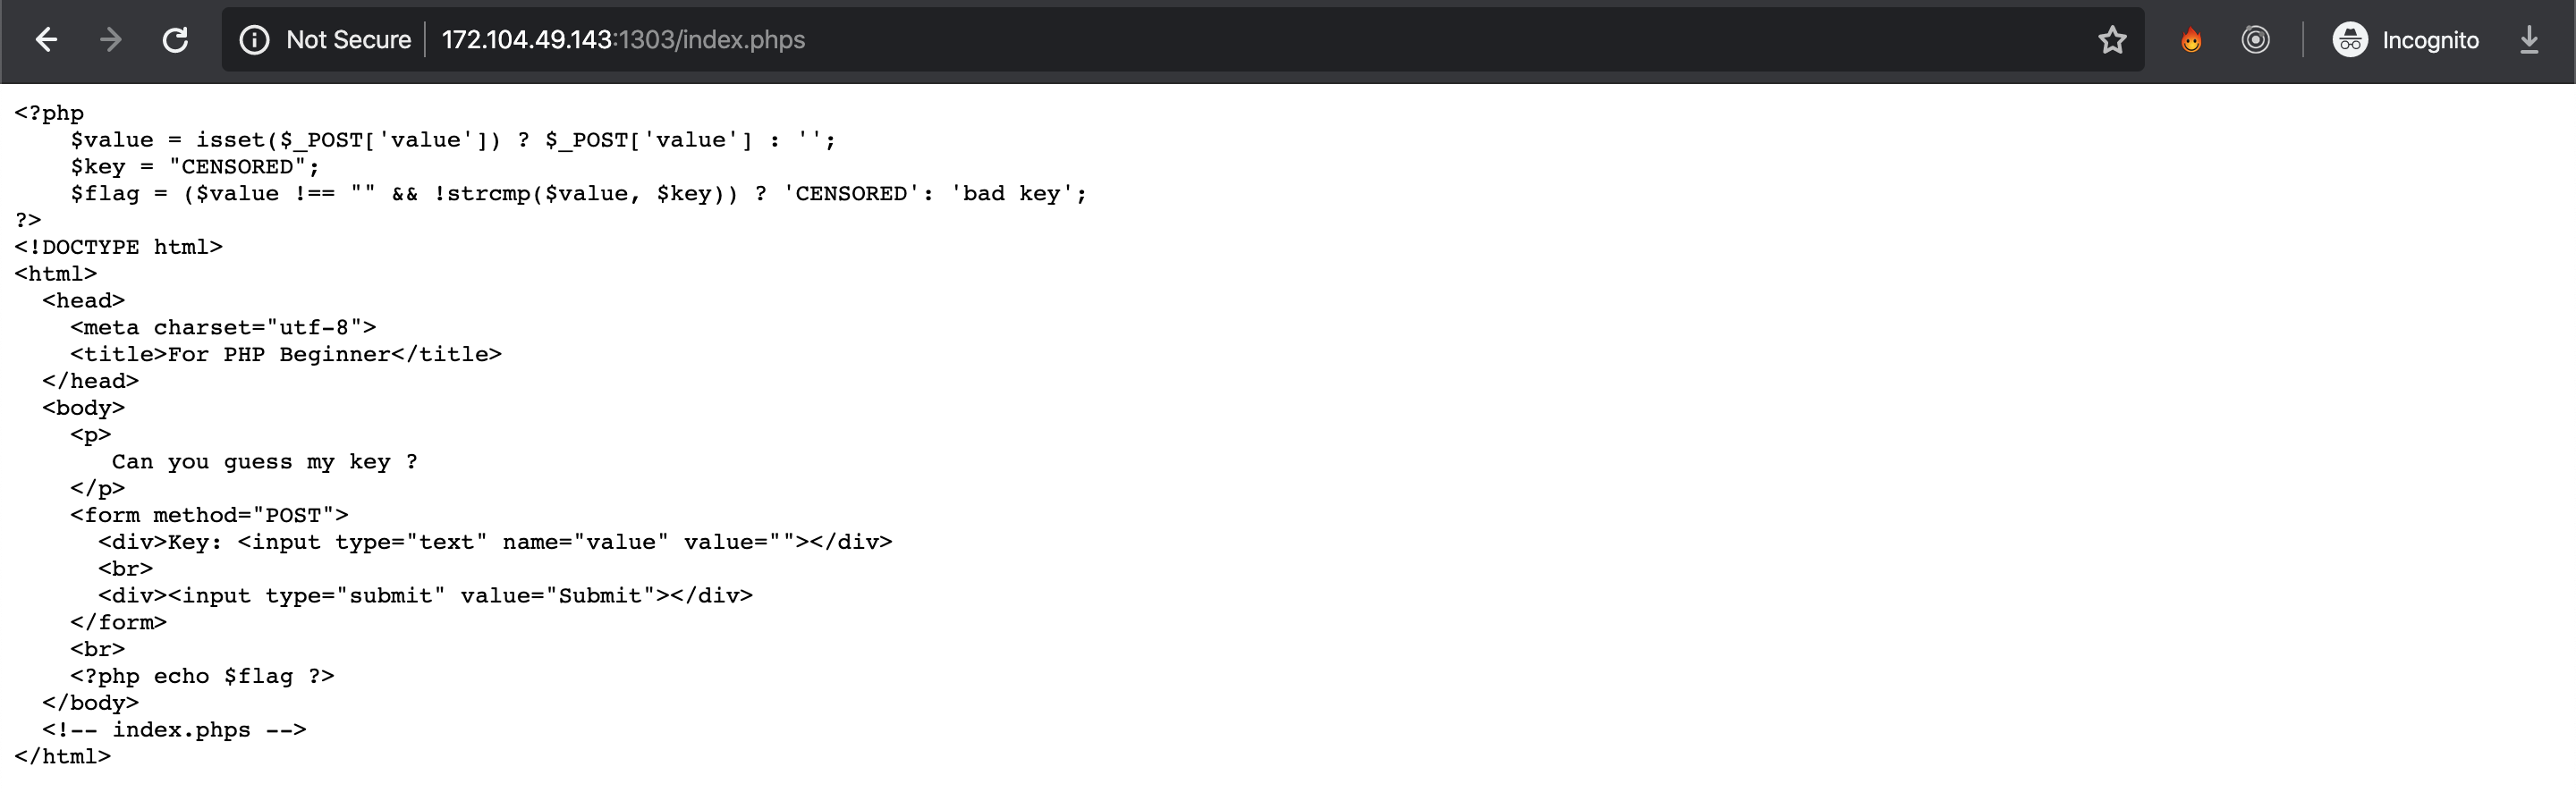 Not Secure 172.104.49.143:1303/index.phps Incognito
<?php
    $value = isset($_POST['value']) ? $_POST['value'] : '';
    $key = "CENSORED";
    $flag = ($value !== "" && !strcmp($value, $key)) ? 'CENSORED': 'bad key';
?>
<!DOCTYPE html>
<html>
  <head>
    <meta charset="utf-8">
    <title>For PHP Beginner</title>
  </head>
  <body>
    <p>
       Can you guess my key ?
    </p>
    <form method="POST">
      <div>Key: <input type="text" name="value" value=""></div>
      <br>
      <div><input type="submit" value="Submit"></div>
    </form>
    <br>
    <?php echo $flag ?>
  </body>
  <!-- index.phps -->
</html>